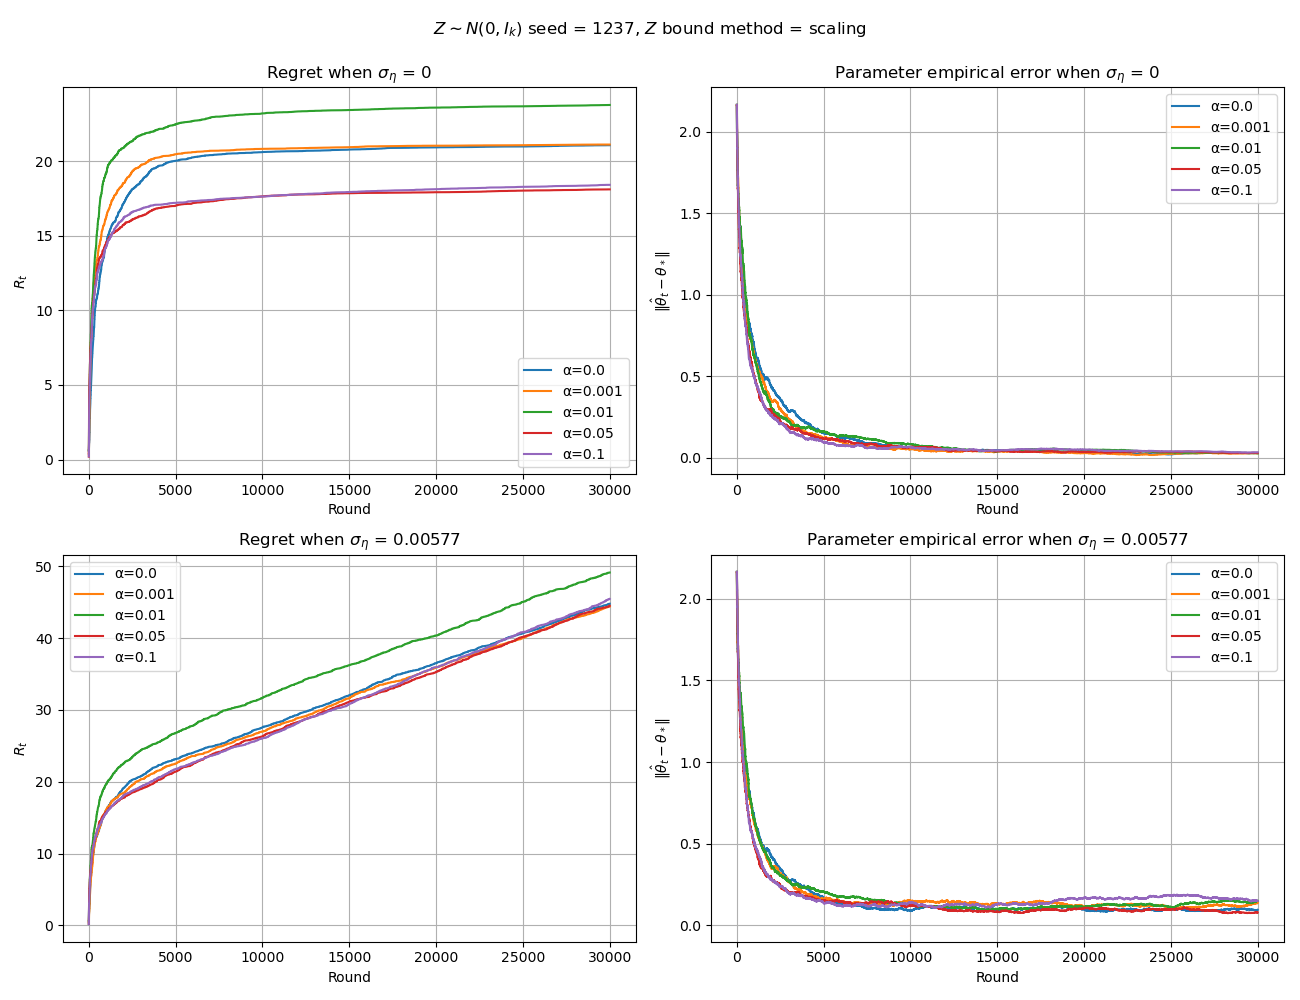 Z ∼ N(0, I_k) seed = 1237, Z bound method = scaling
Regret when σ_η = 0
R_t
20
15
10
5
0
0 5000 10000 15000 20000 25000 30000
Round
α=0.0
α=0.001
α=0.01
α=0.05
α=0.1
Parameter empirical error when σ_η = 0
‖θ̂_t − θ_*‖
2.0
1.5
1.0
0.5
0.0
0 5000 10000 15000 20000 25000 30000
Round
α=0.0
α=0.001
α=0.01
α=0.05
α=0.1
Regret when σ_η = 0.00577
R_t
50
40
30
20
10
0
0 5000 10000 15000 20000 25000 30000
Round
α=0.0
α=0.001
α=0.01
α=0.05
α=0.1
Parameter empirical error when σ_η = 0.00577
‖θ̂_t − θ_*‖
2.0
1.5
1.0
0.5
0.0
0 5000 10000 15000 20000 25000 30000
Round
α=0.0
α=0.001
α=0.01
α=0.05
α=0.1